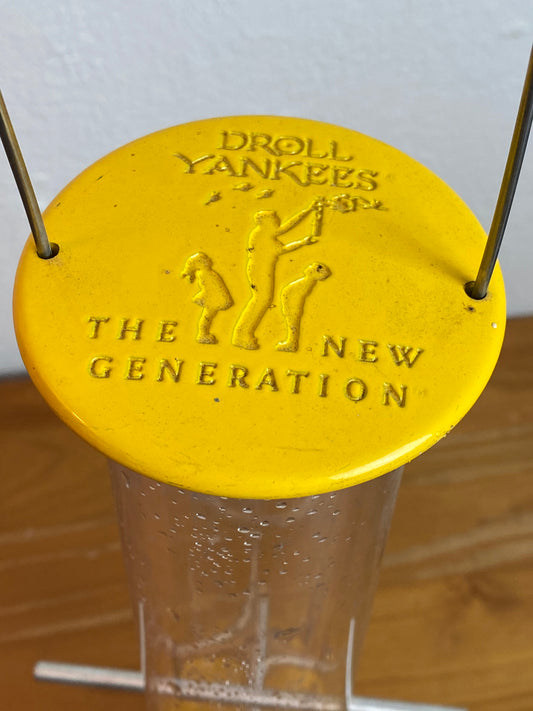 DROLL
YANKEES
THE NEW
GENERATION